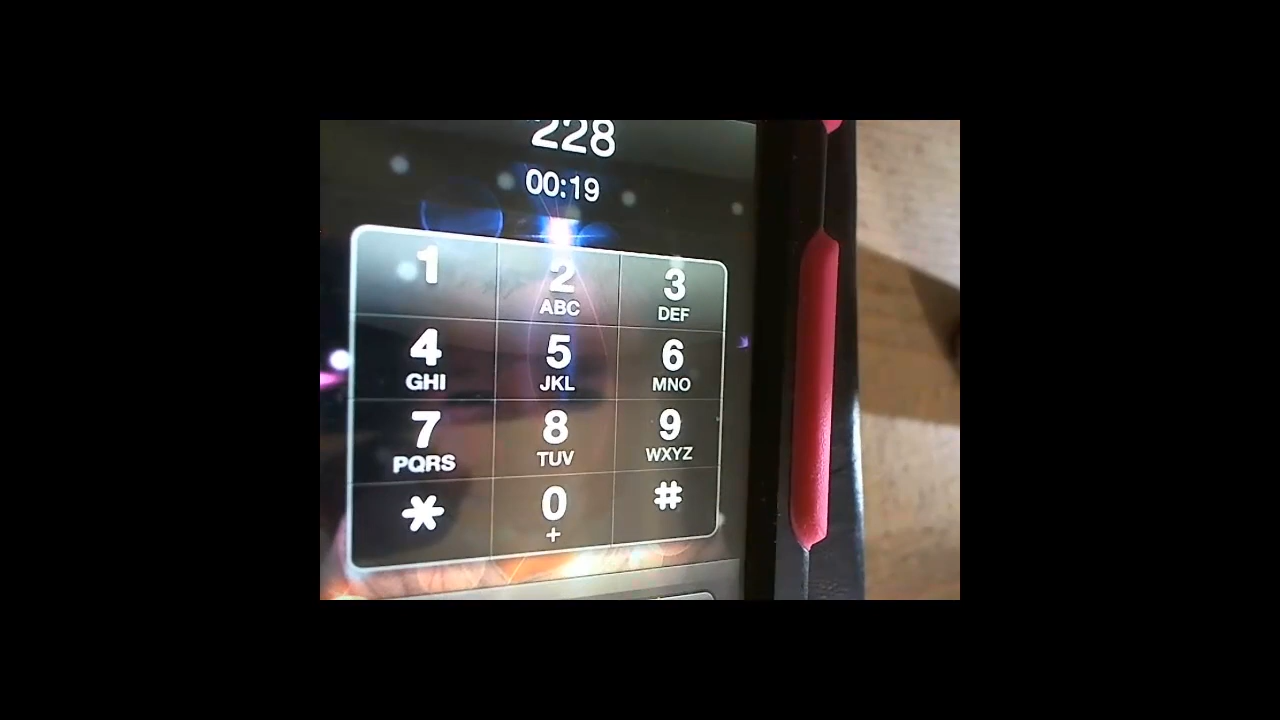 228
00:19
1 2 3
ABC DEF
4 5 6
GHI JKL MNO
7 8 9
PQRS TUV WXYZ
* 0 #
+